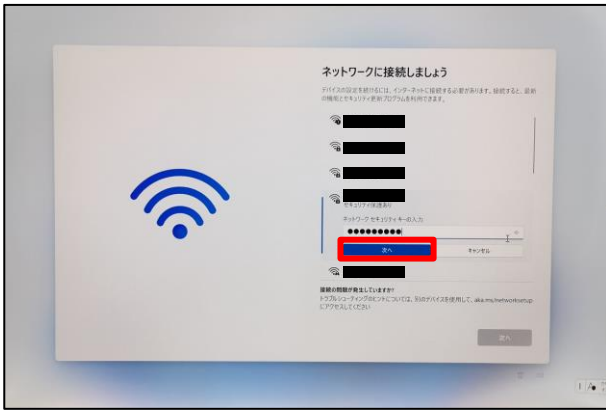 ネットワークに接続しましょう
デバイスの設定を続けるには、インターネットに接続する必要があります。接続すると、最新
の機能とセキュリティ更新プログラムを利用できます。
セキュリティ保護あり
ネットワーク セキュリティ キーの入力
●●●●●●●●●
次へ
キャンセル
接続の問題が発生していますか?
トラブルシューティングのヒントについては、別のデバイスを使用して、aka.ms/networksetup
にアクセスしてください
次へ